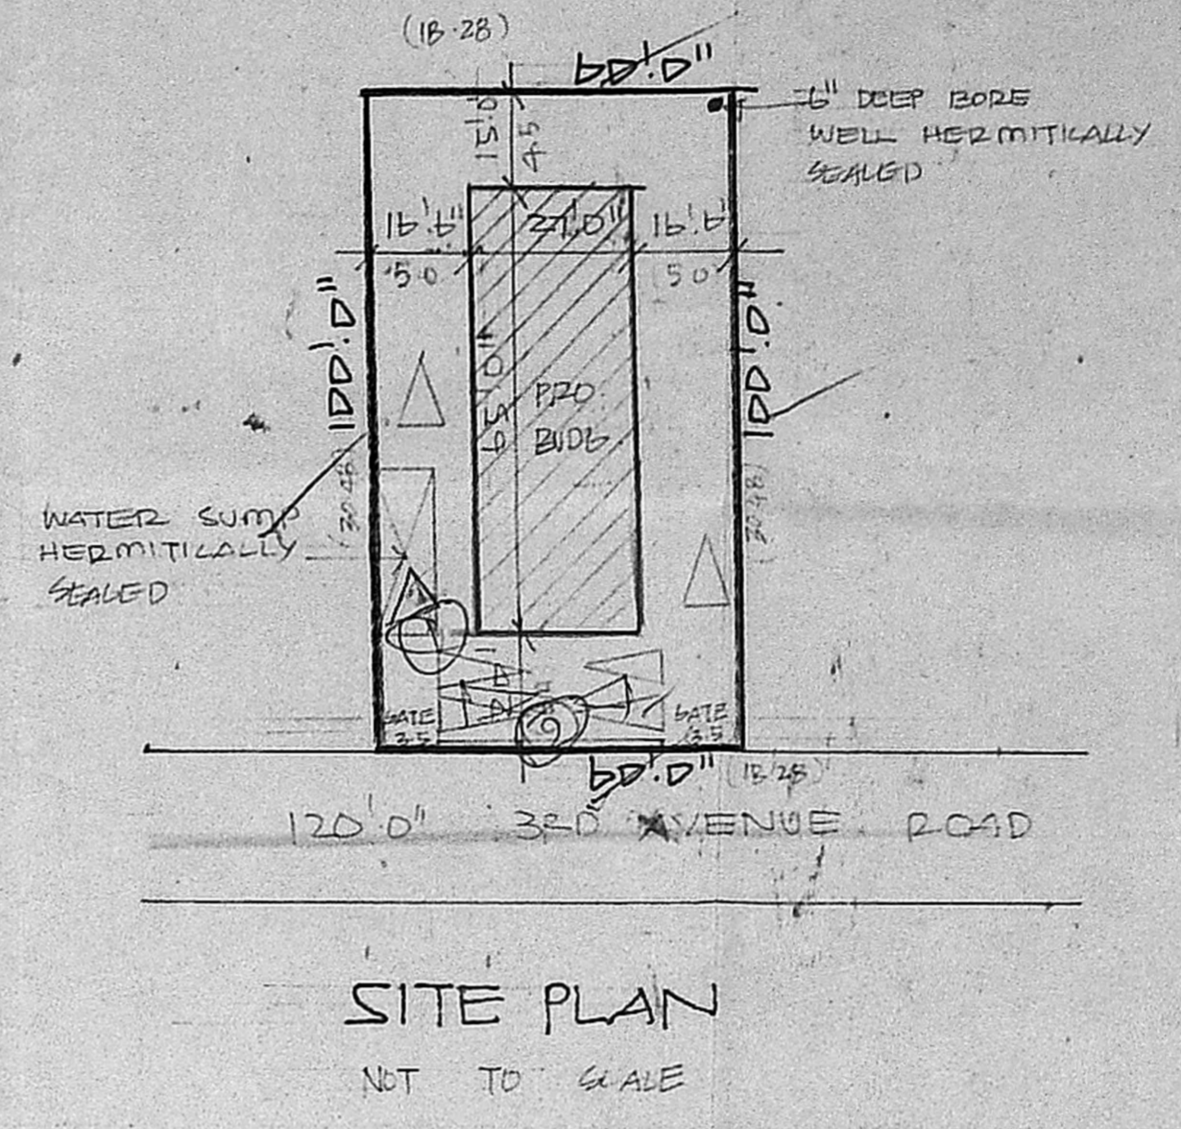 (18.28)
60'.0"
6" DEEP BORE
WELL HERMITICALLY
SEALED
15'.0"
4.5
16'.6"
27'.0"
16'.6"
5.0
5.0
100'.0"
100'.0"
65'.0"
PRO.
BUDG
(30.48)
(30.48)
WATER SUMP
HERMITICALLY
SEALED
GATE
3.5
GATE
3.5
60'.0" (18.28)
120'0" 3RD AVENUE ROAD
SITE PLAN
NOT TO SCALE